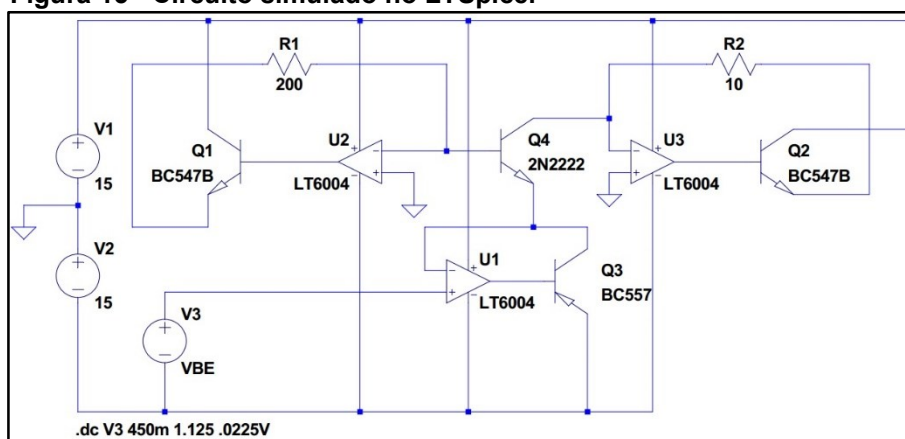 Figura 16 - Circuito simulado no LTSpice.
R1
200
R2
10
V1
15
Q1
BC547B
U2
LT6004
Q4
2N2222
U3
LT6004
Q2
BC547B
V2
15
U1
LT6004
Q3
BC557
V3
VBE
.dc V3 450m 1.125 .0225V